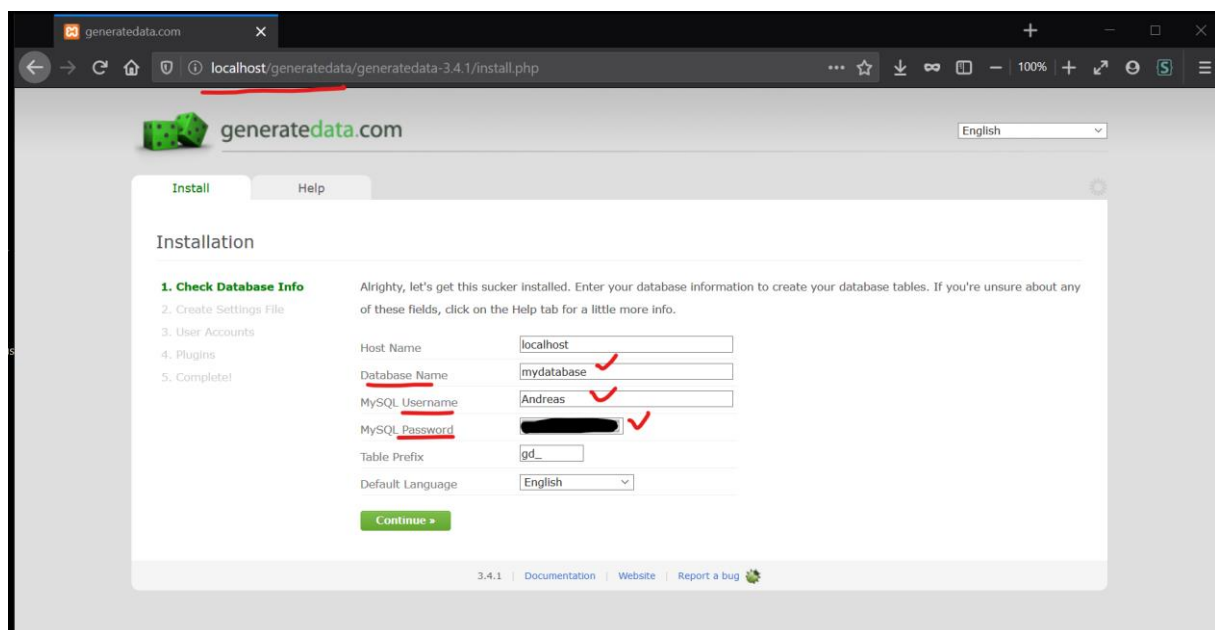 generatedata.com
localhost/generatedata/generatedata-3.4.1/install.php
100%
generatedata.com
English
Install Help
Installation
1. Check Database Info
2. Create Settings File
3. User Accounts
4. Plugins
5. Complete!
Alrighty, let's get this sucker installed. Enter your database information to create your database tables. If you're unsure about any
of these fields, click on the Help tab for a little more info.
Host Name localhost
Database Name mydatabase
MySQL Username Andreas
MySQL Password
Table Prefix gd_
Default Language English
Continue »
3.4.1 | Documentation | Website | Report a bug